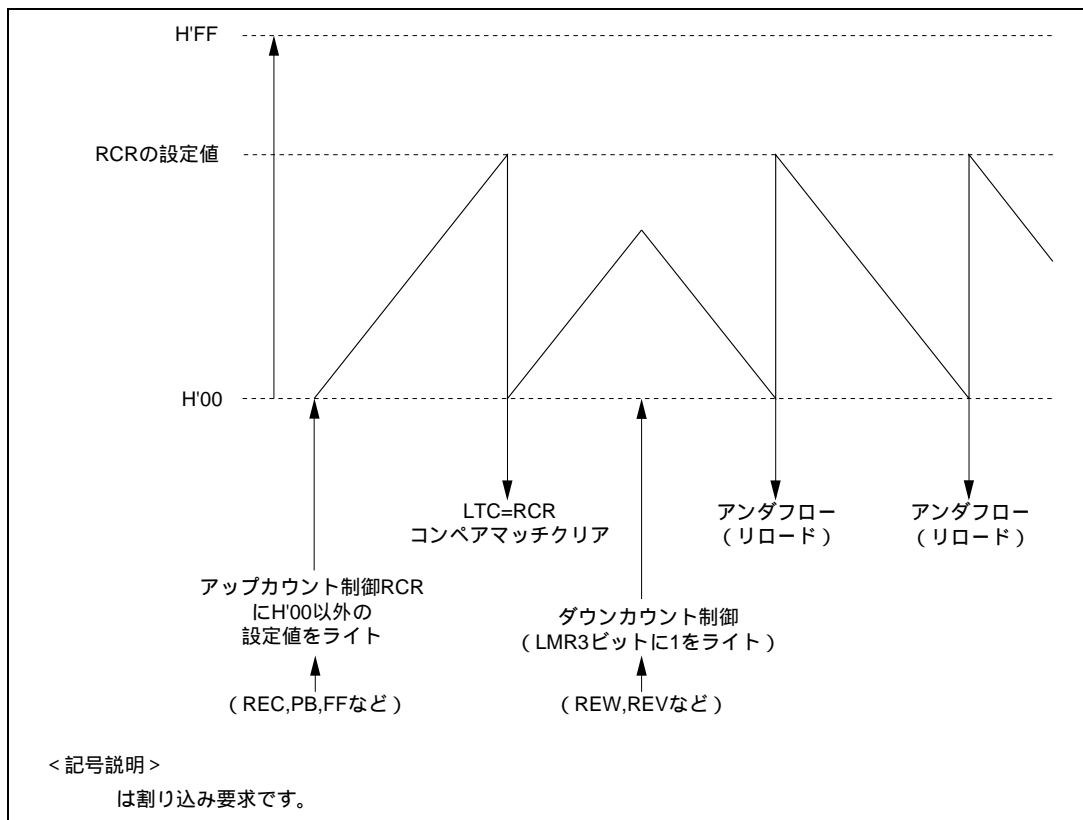 H'FF
RCRの設定値
H'00
LTC=RCR
コンペアマッチクリア
アンダフロー
（リロード）
アンダフロー
（リロード）
アップカウント制御RCR
にH'00以外の
設定値をライト
ダウンカウント制御
（LMR3ビットに1をライト）
（REC,PB,FFなど）
（REW,REVなど）
<記号説明>
は割り込み要求です。